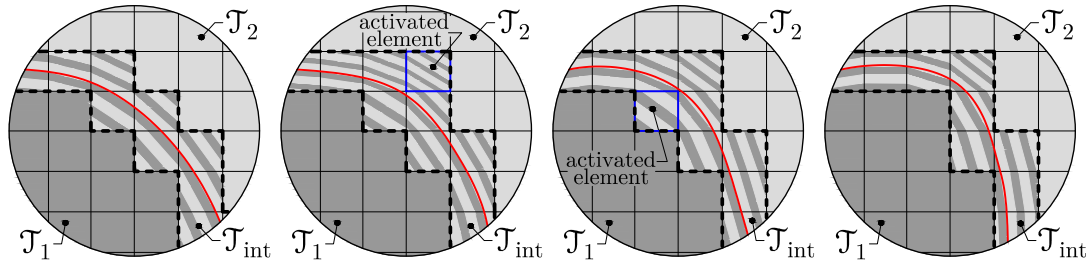 𝒯₂
𝒯₁
𝒯int
activated
element
𝒯₂
𝒯₁
𝒯int
𝒯₂
activated
element
𝒯₁
𝒯int
𝒯₂
𝒯₁
𝒯int